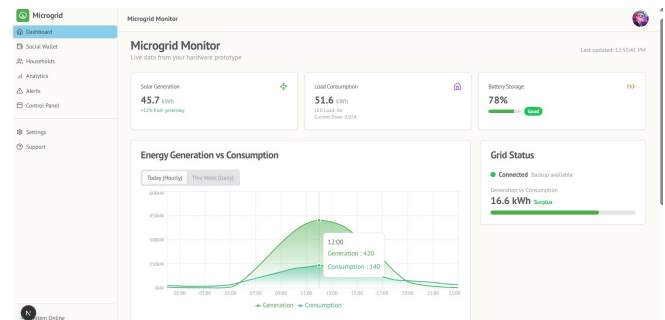 Microgrid
Microgrid Monitor
Dashboard
Social Wallet
Households
Analytics
Alerts
Control Panel
Settings
Support
N
stem Online
Microgrid Monitor
Live data from your hardware prototype
Last updated: 12:55:41 PM
Solar Generation
45.7 kWh
+12% from yesterday
Load Consumption
51.6 kWh
LED Load: On
Current Draw: 0.01A
Battery Storage
78%
Good
Energy Generation vs Consumption
Today (Hourly)
This Week (Daily)
600kW
450kW
300kW
150kW
0kW
01:00 03:00 05:00 07:00 09:00 11:00 13:00 15:00 17:00 19:00 21:00 23:00
12:00
Generation : 420
Consumption : 140
Generation Consumption
Grid Status
Connected Backup available
Generation vs Consumption
16.6 kWh Surplus